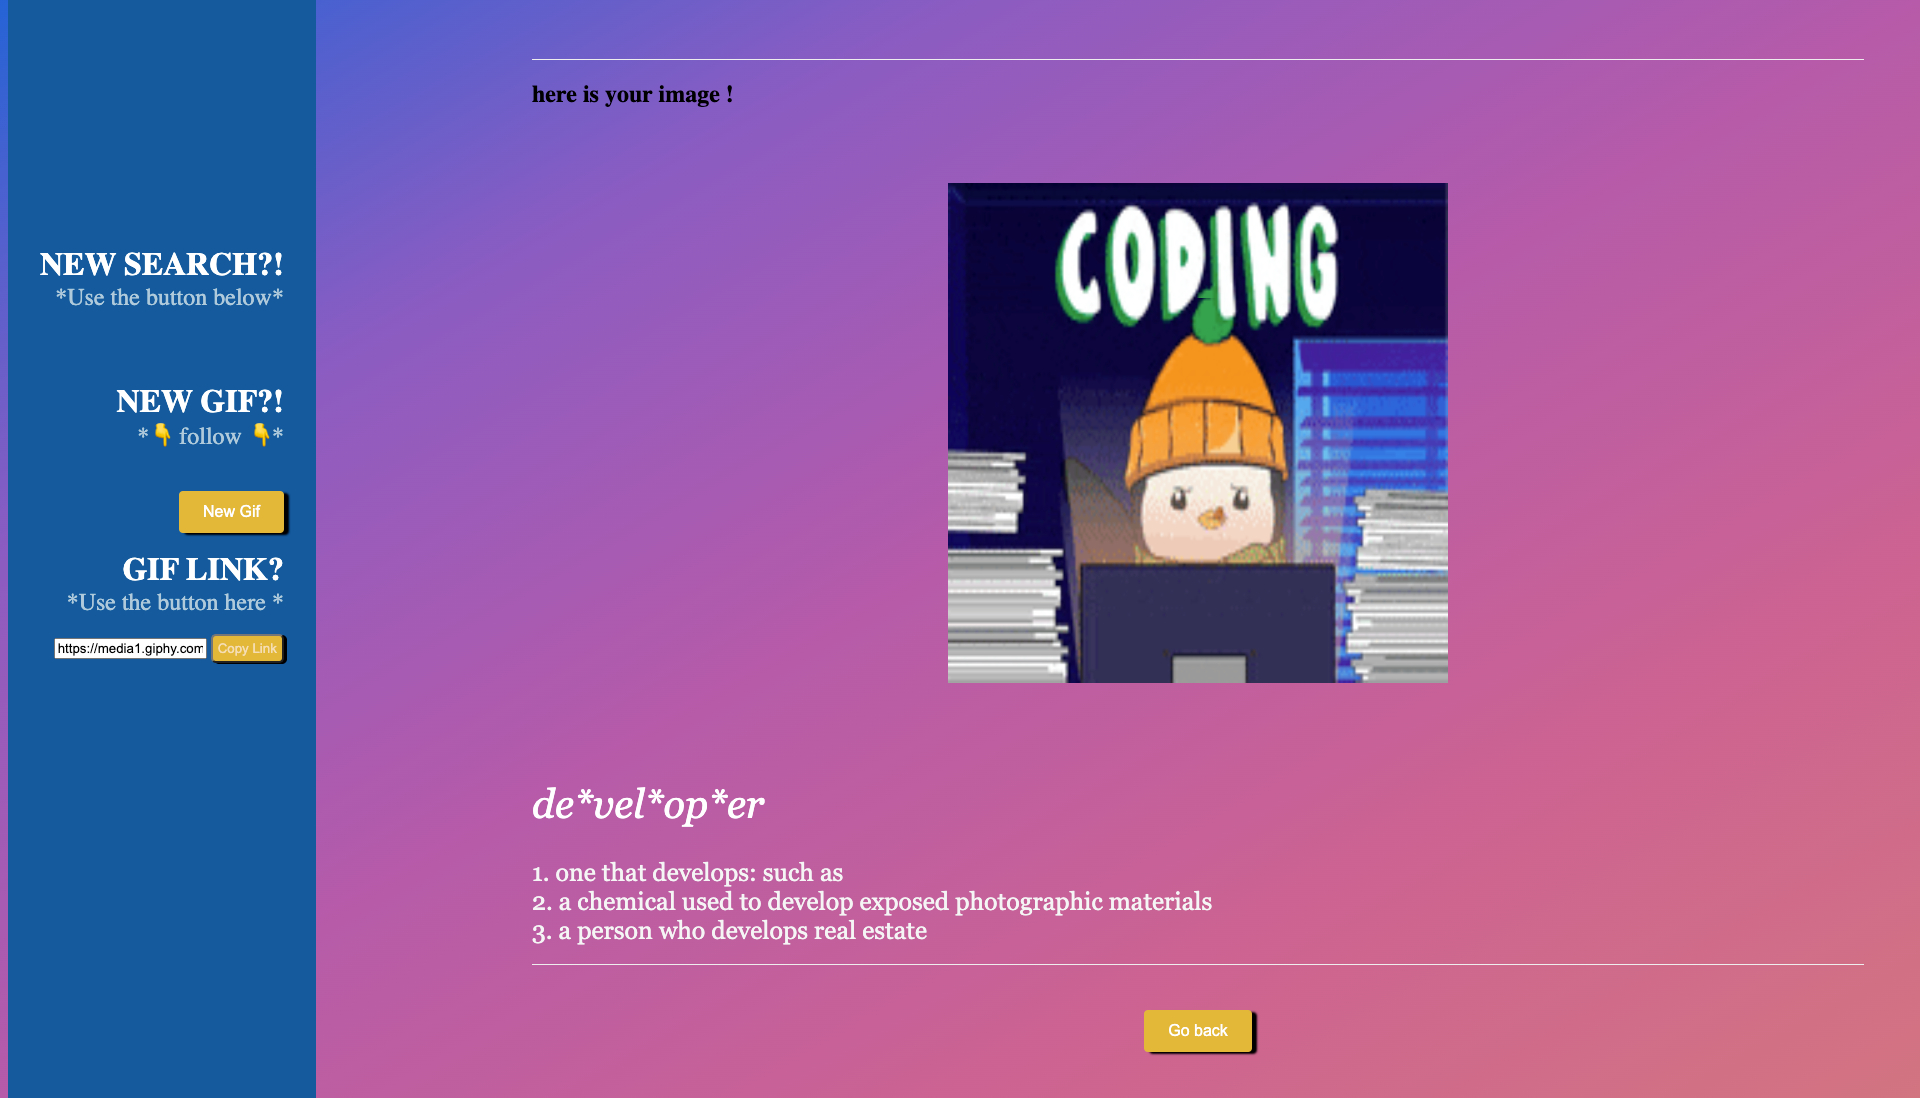 NEW SEARCH?!
*Use the button below*
NEW GIF?!
*👇 follow 👇*
New Gif
GIF LINK?
*Use the button here *
https://media1.giphy.com
Copy Link
here is your image !
CODING
de*vel*op*er
1. one that develops: such as
2. a chemical used to develop exposed photographic materials
3. a person who develops real estate
Go back